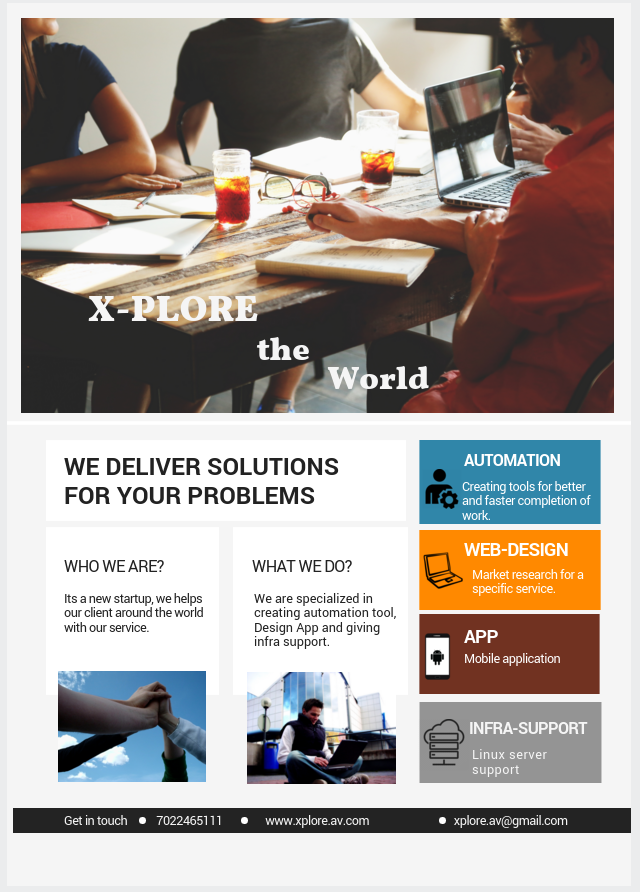 X-PLORE
the
World
WE DELIVER SOLUTIONS
FOR YOUR PROBLEMS
WHO WE ARE?
Its a new startup, we helps
our client around the world
with our service.
WHAT WE DO?
We are specialized in
creating automation tool,
Design App and giving
infra support.
AUTOMATION
Creating tools for better
and faster completion of
work.
WEB-DESIGN
Market research for a
specific service.
APP
Mobile application
INFRA-SUPPORT
Linux server
support
Get in touch ● 7022465111 ● www.xplore.av.com ● xplore.av@gmail.com